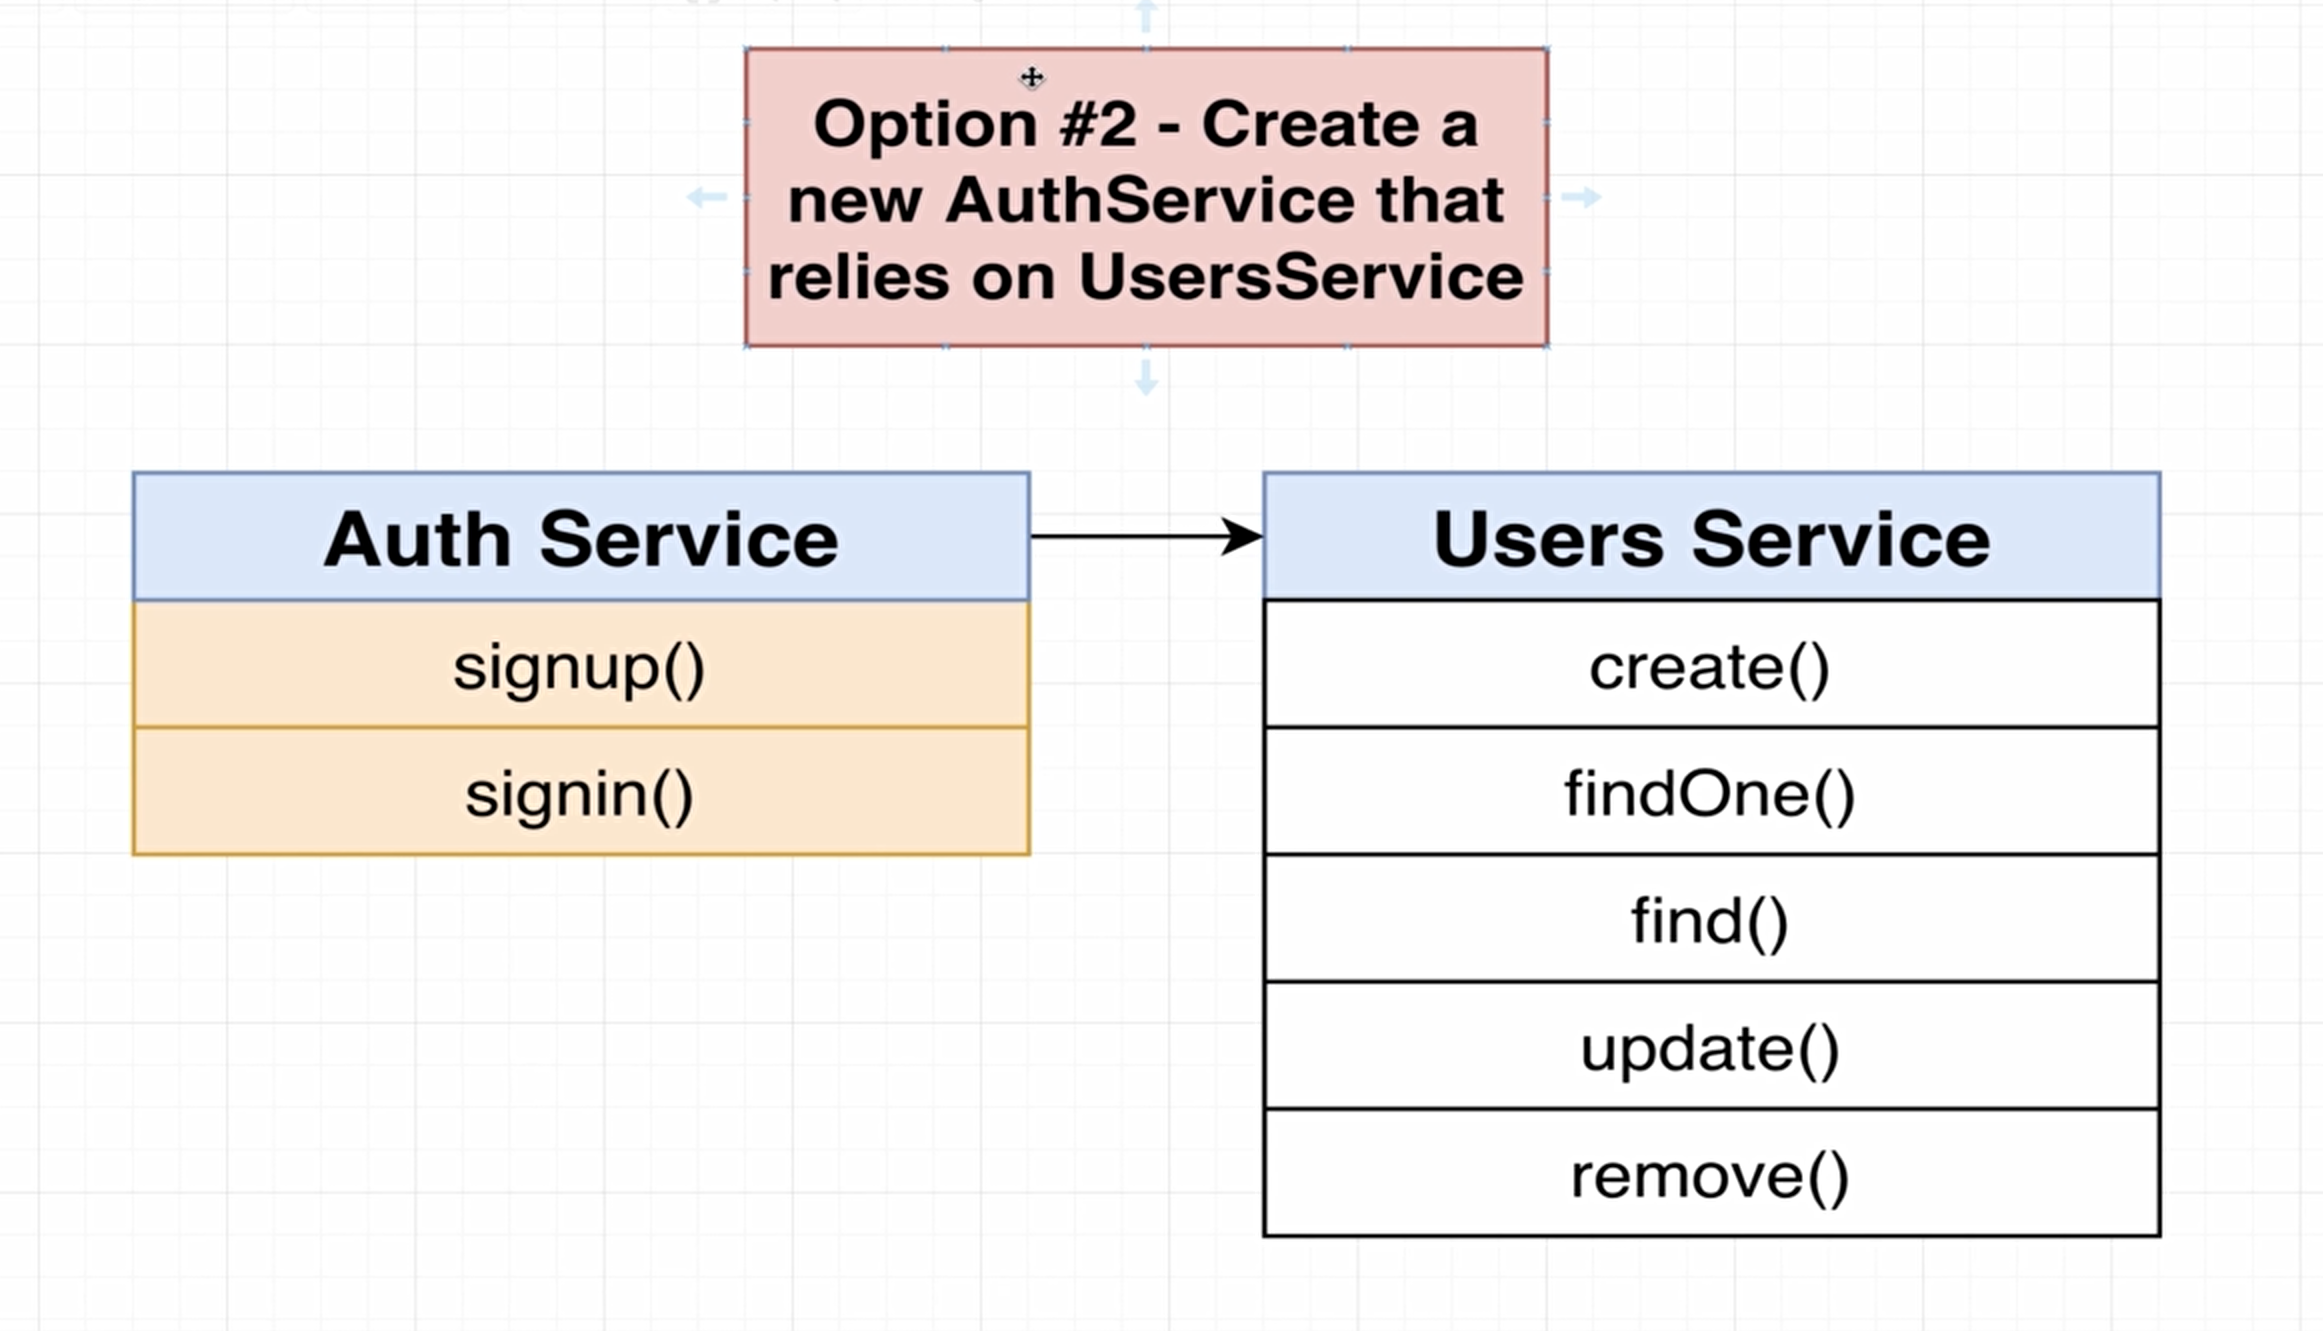 Option #2 - Create a
new AuthService that
relies on UsersService
Auth Service
signup()
signin()
Users Service
create()
findOne()
find()
update()
remove()